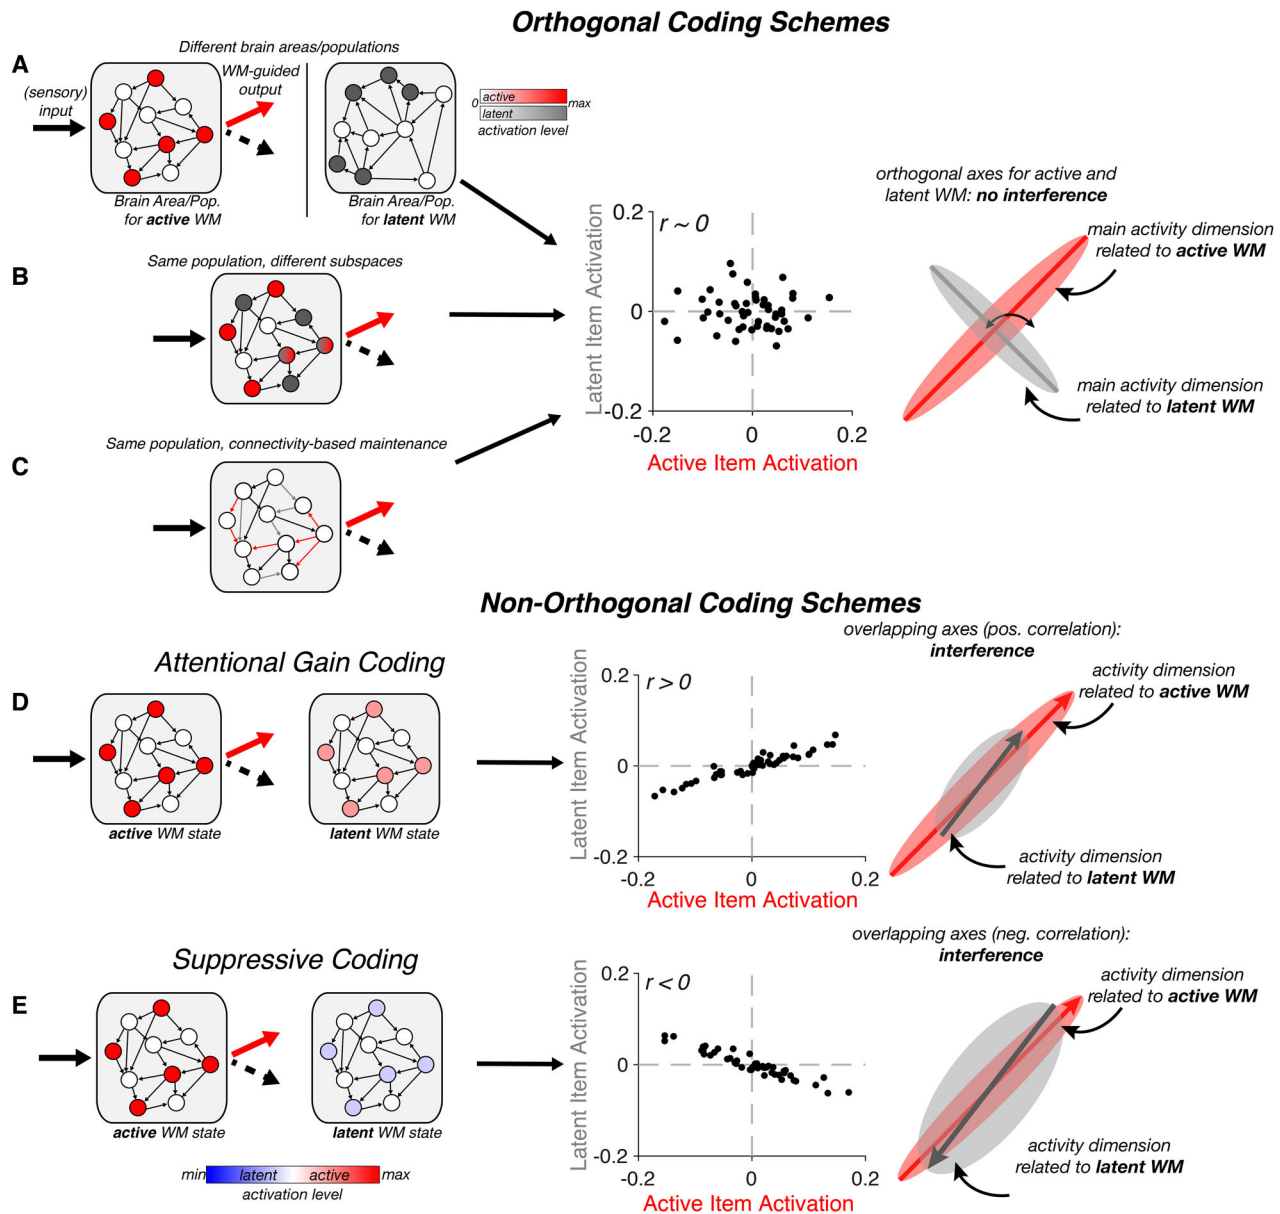 Orthogonal Coding Schemes
Different brain areas/populations
A
(sensory)
input
WM-guided
output
0
active
latent
max
activation level
Brain Area/Pop.
for active WM
Brain Area/Pop.
for latent WM
B
Same population, different subspaces
C
Same population, connectivity-based maintenance
Latent Item Activation
0.2
0
-0.2
r ~ 0
-0.2
0
0.2
Active Item Activation
orthogonal axes for active and
latent WM: no interference
main activity dimension
related to active WM
main activity dimension
related to latent WM
Non-Orthogonal Coding Schemes
Attentional Gain Coding
D
active WM state
latent WM state
Latent Item Activation
0.2
0
-0.2
r > 0
-0.2
0
0.2
Active Item Activation
overlapping axes (pos. correlation):
interference
activity dimension
related to active WM
activity dimension
related to latent WM
Suppressive Coding
E
active WM state
latent WM state
min
latent
active
max
activation level
Latent Item Activation
0.2
0
-0.2
r < 0
-0.2
0
0.2
Active Item Activation
overlapping axes (neg. correlation):
interference
activity dimension
related to active WM
activity dimension
related to latent WM